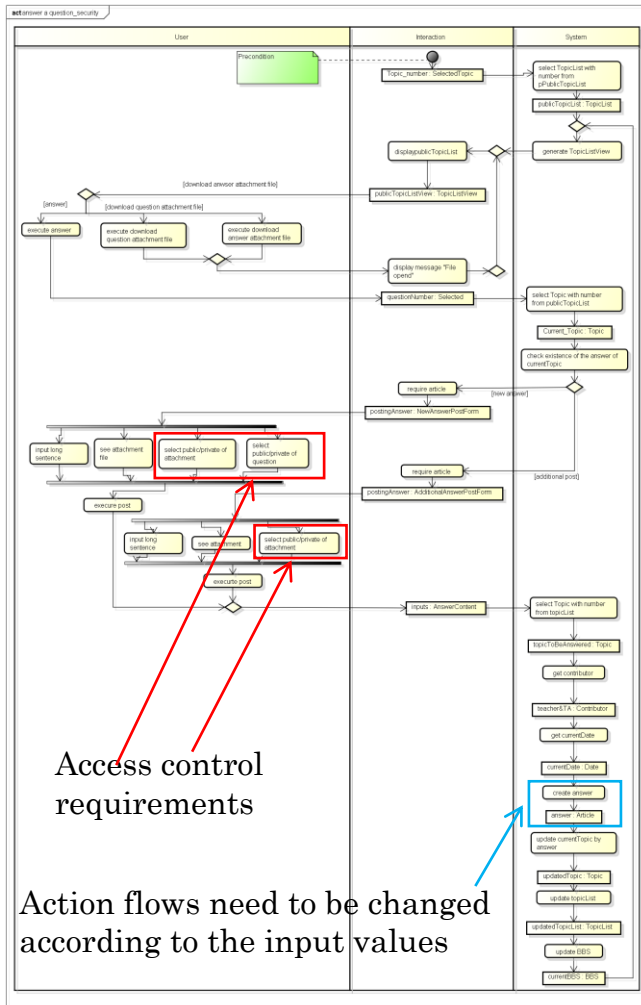 act answer a question_security
User
Interaction
System
Precondition
Topic_number : SelectedTopic
select TopicList with
number from
pPublicTopicList
publicTopicList : TopicList
displaypublicTopicList
generate TopicListView
[download anwser attachment file]
publicTopicListView : TopicListView
[answer]
[download question attachment file]
execute answer
execute download
question attachment file
execute download
answer attachment file
display message "File
opend"
questionNumber : Selected
select Topic with number
from publicTopicList
Current_Topic : Topic
check existence of the answer of
currentTopic
require article
[new answer]
postingAnswer : NewAnswerPostForm
input long
sentence
see attachment
file
select public/private of
attachment
select
public/private of
question
require article
[additional post]
postingAnswer : AdditionalAnswerPostForm
execute post
input long
sentence
see attachment
select public/private of
attachment
execurte post
inputs : AnswerContent
select Topic with number
from topicList
topicToBeAnswered : Topic
get contributor
teacher&TA : Contributor
get currentDate
currentDate : Date
Access control
requirements
create answer
answer : Article
update currentTopic by
answer
updatedTopic : Topic
Action flows need to be changed
according to the input values
update topicList
updatedTopicList : TopicList
update BBS
currentBBS : BBS